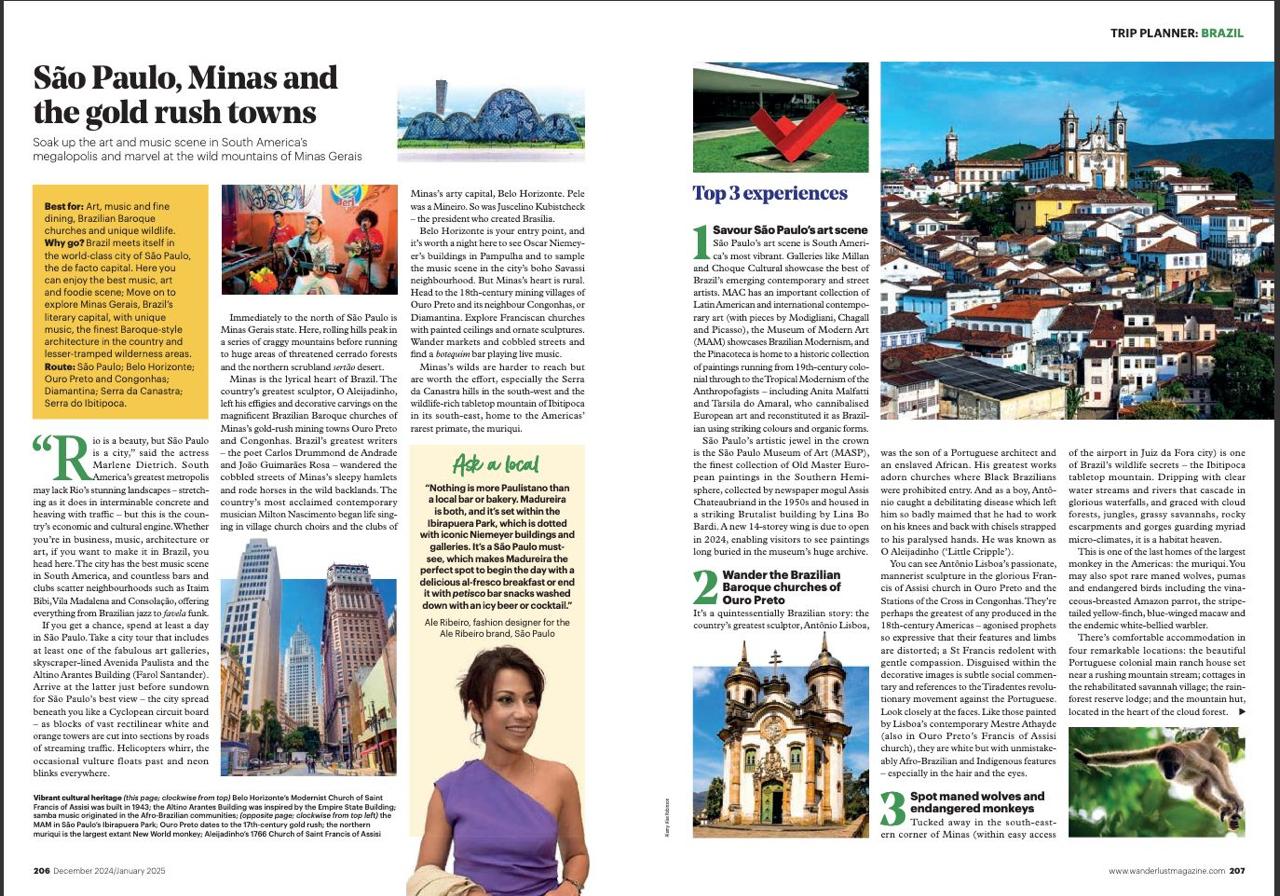 TRIP PLANNER: BRAZIL
São Paulo, Minas and
the gold rush towns
Soak up the art and music scene in South America's
megalopolis and marvel at the wild mountains of Minas Gerais
Best for: Art, music and fine
dining, Brazilian Baroque
churches and unique wildlife.
Why go? Brazil meets itself in
the world-class city of São Paulo,
the de facto capital. Here you
can enjoy the best music, art
and foodie scene; Move on to
explore Minas Gerais, Brazil's
literary capital, with unique
music, the finest Baroque-style
architecture in the country and
lesser-tramped wilderness areas.
Route: São Paulo; Belo Horizonte;
Ouro Preto and Congonhas;
Diamantina; Serra da Canastra;
Serra do Ibitipoca.
“Rio is a beauty, but São Paulo
is a city,” said the actress
Marlene Dietrich. South
America's greatest metropolis
may lack Rio's stunning landscapes – stretch-
ing as it does in interminable concrete and
heaving with traffic – but this is the coun-
try's economic and cultural engine. Whether
you're in business, music, architecture or
art, if you want to make it in Brazil, you
head here. The city has the best music scene
in South America, and countless bars and
clubs scatter neighbourhoods such as Itaim
Bibi, Vila Madalena and Consolação, offering
everything from Brazilian jazz to favela funk.
If you get a chance, spend at least a day
in São Paulo. Take a city tour that includes
at least one of the fabulous art galleries,
skyscraper-lined Avenida Paulista and the
Altino Arantes Building (Farol Santander).
Arrive at the latter just before sundown
for São Paulo's best view – the city spread
beneath you like a Cyclopean circuit board
– as blocks of vast rectilinear white and
orange towers are cut into sections by roads
of streaming traffic. Helicopters whirr, the
occasional vulture floats past and neon
blinks everywhere.
Immediately to the north of São Paulo is
Minas Gerais state. Here, rolling hills peak in
a series of craggy mountains before running
to huge areas of threatened cerrado forests
and the northern scrubland sertão desert.
Minas is the lyrical heart of Brazil. The
country's greatest sculptor, O Aleijadinho,
left his effigies and decorative carvings on the
magnificent Brazilian Baroque churches of
Minas's gold-rush mining towns Ouro Preto
and Congonhas. Brazil's greatest writers
– the poet Carlos Drummond de Andrade
and João Guimarães Rosa – wandered the
cobbled streets of Minas's sleepy hamlets
and rode horses in the wild backlands. The
country's most acclaimed contemporary
musician Milton Nascimento began life sing-
ing in village church choirs and the clubs of
Minas's arty capital, Belo Horizonte. Pele
was a Mineiro. So was Juscelino Kubistcheck
– the president who created Brasília.
Belo Horizonte is your entry point, and
it's worth a night here to see Oscar Niemey-
er's buildings in Pampulha and to sample
the music scene in the city's boho Savassi
neighbourhood. But Minas's heart is rural.
Head to the 18th-century mining villages of
Ouro Preto and its neighbour Congonhas, or
Diamantina. Explore Franciscan churches
with painted ceilings and ornate sculptures.
Wander markets and cobbled streets and
find a botequim bar playing live music.
Minas's wilds are harder to reach but
are worth the effort, especially the Serra
da Canastra hills in the south-west and the
wildlife-rich tabletop mountain of Ibitipoca
in its south-east, home to the Americas'
rarest primate, the muriqui.
Ask a local
“Nothing is more Paulistano than
a local bar or bakery. Madureira
is both, and it's set within the
Ibirapuera Park, which is dotted
with iconic Niemeyer buildings and
galleries. It's a São Paulo must-
see, which makes Madureira the
perfect spot to begin the day with a
delicious al-fresco breakfast or end
it with petisco bar snacks washed
down with an icy beer or cocktail.”
Ale Ribeiro, fashion designer for the
Ale Ribeiro brand, São Paulo
Vibrant cultural heritage (this page; clockwise from top) Belo Horizonte's Modernist Church of Saint
Francis of Assisi was built in 1943; the Altino Arantes Building was inspired by the Empire State Building;
samba music originated in the Afro-Brazilian communities; (opposite page; clockwise from top left) the
MAM in São Paulo's Ibirapuera Park; Ouro Preto dates to the 17th-century gold rush; the northern
muriqui is the largest extant New World monkey; Aleijadinho's 1766 Church of Saint Francis of Assisi
206 December 2024/January 2025
Top 3 experiences
1 Savour São Paulo's art scene
São Paulo's art scene is South Ameri-
ca's most vibrant. Galleries like Millan
and Choque Cultural showcase the best of
Brazil's emerging contemporary and street
artists. MAC has an important collection of
Latin American and international contempo-
rary art (with pieces by Modigliani, Chagall
and Picasso), the Museum of Modern Art
(MAM) showcases Brazilian Modernism, and
the Pinacoteca is home to a historic collection
of paintings running from 19th-century colo-
nial through to the Tropical Modernism of the
Anthropofagists – including Anita Malfatti
and Tarsila do Amaral, who cannibalised
European art and reconstituted it as Brazil-
ian using striking colours and organic forms.
São Paulo's artistic jewel in the crown
is the São Paulo Museum of Art (MASP),
the finest collection of Old Master Euro-
pean paintings in the Southern Hemi-
sphere, collected by newspaper mogul Assis
Chateaubriand in the 1950s and housed in
a striking Brutalist building by Lina Bo
Bardi. A new 14-storey wing is due to open
in 2024, enabling visitors to see paintings
long buried in the museum's huge archive.
2 Wander the Brazilian
Baroque churches of
Ouro Preto
It's a quintessentially Brazilian story: the
country's greatest sculptor, Antônio Lisboa,
was the son of a Portuguese architect and
an enslaved African. His greatest works
adorn churches where Black Brazilians
were prohibited entry. And as a boy, Antô-
nio caught a debilitating disease which left
him so badly maimed that he had to work
on his knees and back with chisels strapped
to his paralysed hands. He was known as
O Aleijadinho (‘Little Cripple’).
You can see Antônio Lisboa's passionate,
mannerist sculpture in the glorious Fran-
cis of Assisi church in Ouro Preto and the
Stations of the Cross in Congonhas. They're
perhaps the greatest of any produced in the
18th-century Americas – agonised prophets
so expressive that their features and limbs
are distorted; a St Francis redolent with
gentle compassion. Disguised within the
decorative images is subtle social commen-
tary and references to the Tiradentes revolu-
tionary movement against the Portuguese.
Look closely at the faces. Like those painted
by Lisboa's contemporary Mestre Athayde
(also in Ouro Preto's Francis of Assisi
church), they are white but with unmistake-
ably Afro-Brazilian and Indigenous features
– especially in the hair and the eyes.
3 Spot maned wolves and
endangered monkeys
Tucked away in the south-east-
ern corner of Minas (within easy access
of the airport in Juiz da Fora city) is one
of Brazil's wildlife secrets – the Ibitipoca
tabletop mountain. Dripping with clear
water streams and rivers that cascade in
glorious waterfalls, and graced with cloud
forests, jungles, grassy savannahs, rocky
escarpments and gorges guarding myriad
micro-climates, it is a habitat heaven.
This is one of the last homes of the largest
monkey in the Americas: the muriqui. You
may also spot rare maned wolves, pumas
and endangered birds including the vina-
ceous-breasted Amazon parrot, the stripe-
tailed yellow-finch, blue-winged macaw and
the endemic white-bellied warbler.
There's comfortable accommodation in
four remarkable locations: the beautiful
Portuguese colonial main ranch house set
near a rushing mountain stream; cottages in
the rehabilitated savannah village; the rain-
forest reserve lodge; and the mountain hut,
located in the heart of the cloud forest. ▶
www.wanderlustmagazine.com 207